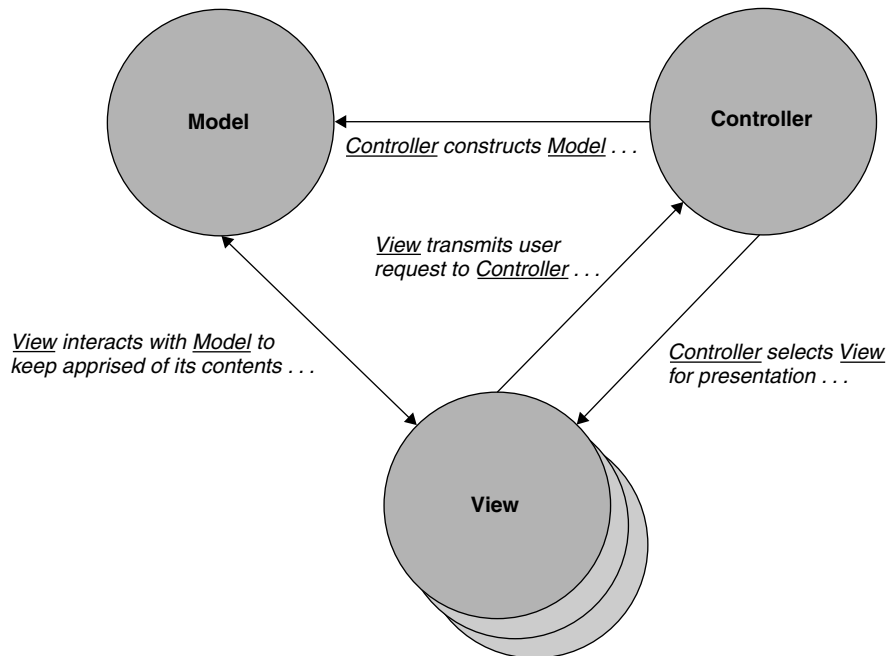 Model
Controller
Controller constructs Model . . .
View transmits user
request to Controller . . .
View interacts with Model to
keep apprised of its contents . . .
Controller selects View
for presentation . . .
View